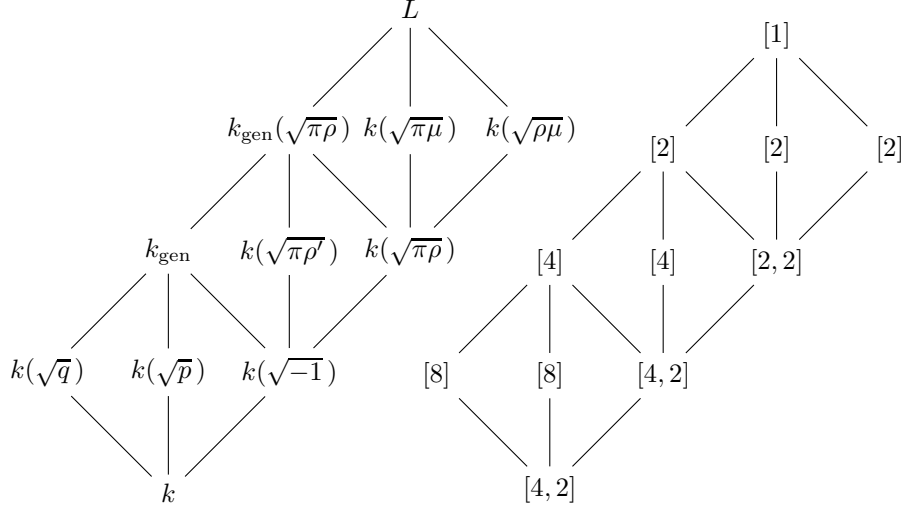 L
[1]
k_gen(√πρ) k(√πμ) k(√ρμ)
[2] [2] [2]
k_gen k(√πρ′) k(√πρ)
[4] [4] [2, 2]
k(√q) k(√p) k(√−1)
[8] [8] [4, 2]
k
[4, 2]